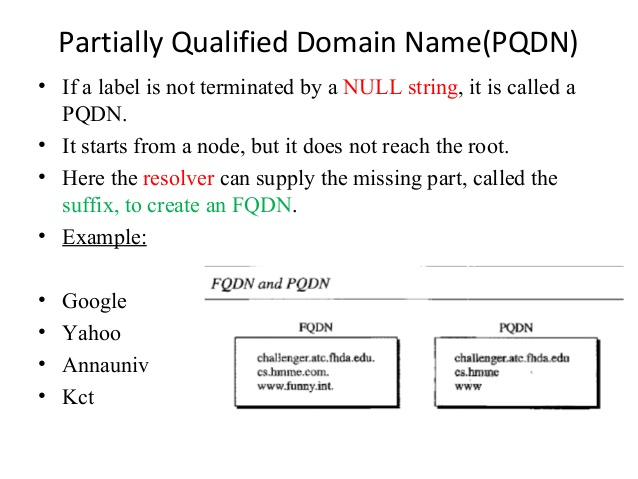 Partially Qualified Domain Name(PQDN)
• If a label is not terminated by a NULL string, it is called a
PQDN.
• It starts from a node, but it does not reach the root.
• Here the resolver can supply the missing part, called the
suffix, to create an FQDN.
• Example:
• Google
• Yahoo
• Annauniv
• Kct
FQDN and PQDN
FQDN
challenger.atc.fhda.edu.
cs.hmme.com.
www.funny.int.
PQDN
challenger.atc.fhda.edu
cs.hmme
www